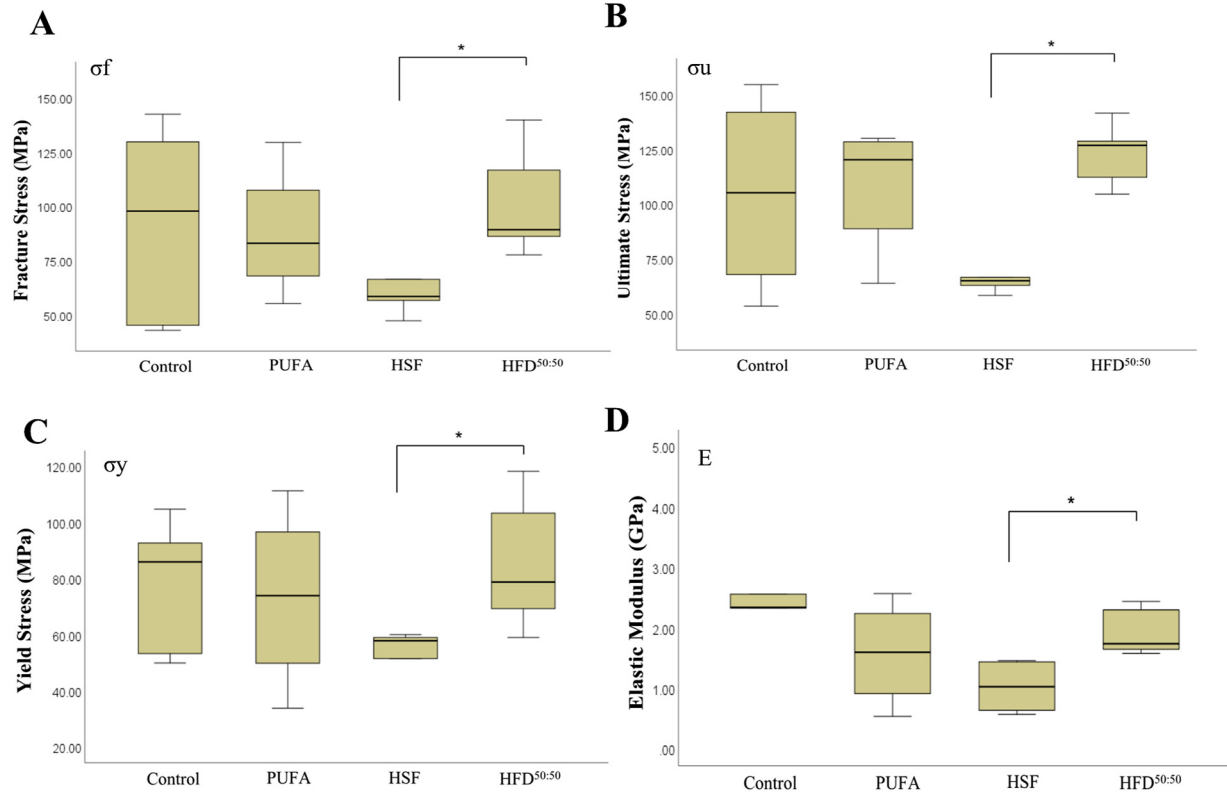 A
σf
*
Fracture Stress (MPa)
150.00
125.00
100.00
75.00
50.00
Control PUFA HSF HFD50:50
B
σu
*
Ultimate Stress (MPa)
150.00
125.00
100.00
75.00
50.00
Control PUFA HSF HFD50:50
C
σy
*
Yield Stress (MPa)
120.00
100.00
80.00
60.00
40.00
20.00
Control PUFA HSF HFD50:50
D
E
*
Elastic Modulus (GPa)
5.00
4.00
3.00
2.00
1.00
.00
Control PUFA HSF HFD50:50